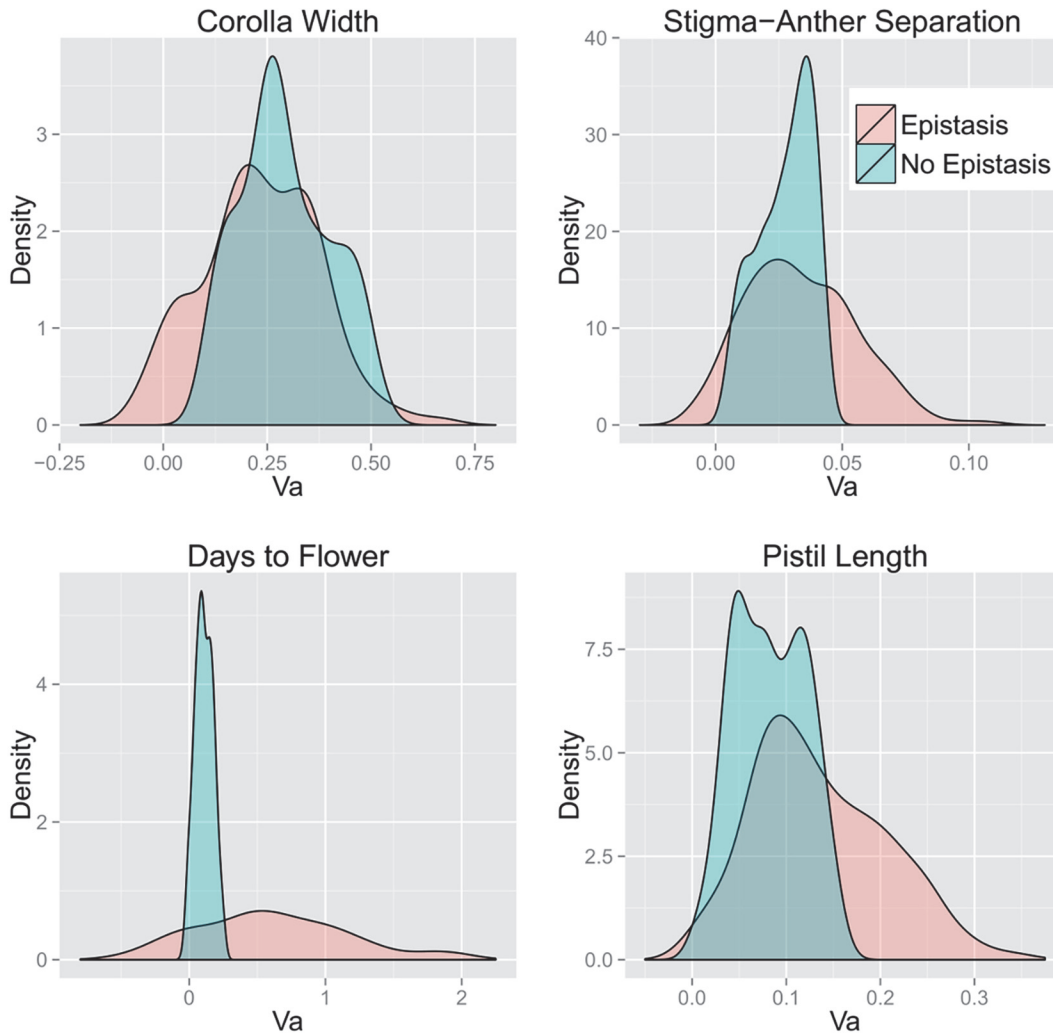 Corolla Width
Stigma−Anther Separation
Density
3
2
1
0
−0.25 0.00 0.25 0.50 0.75
Va
Density
40
30
20
10
0
0.00 0.05 0.10
Va
Epistasis
No Epistasis
Days to Flower
Pistil Length
Density
4
2
0
0 1 2
Va
Density
7.5
5.0
2.5
0.0
0.0 0.1 0.2 0.3
Va